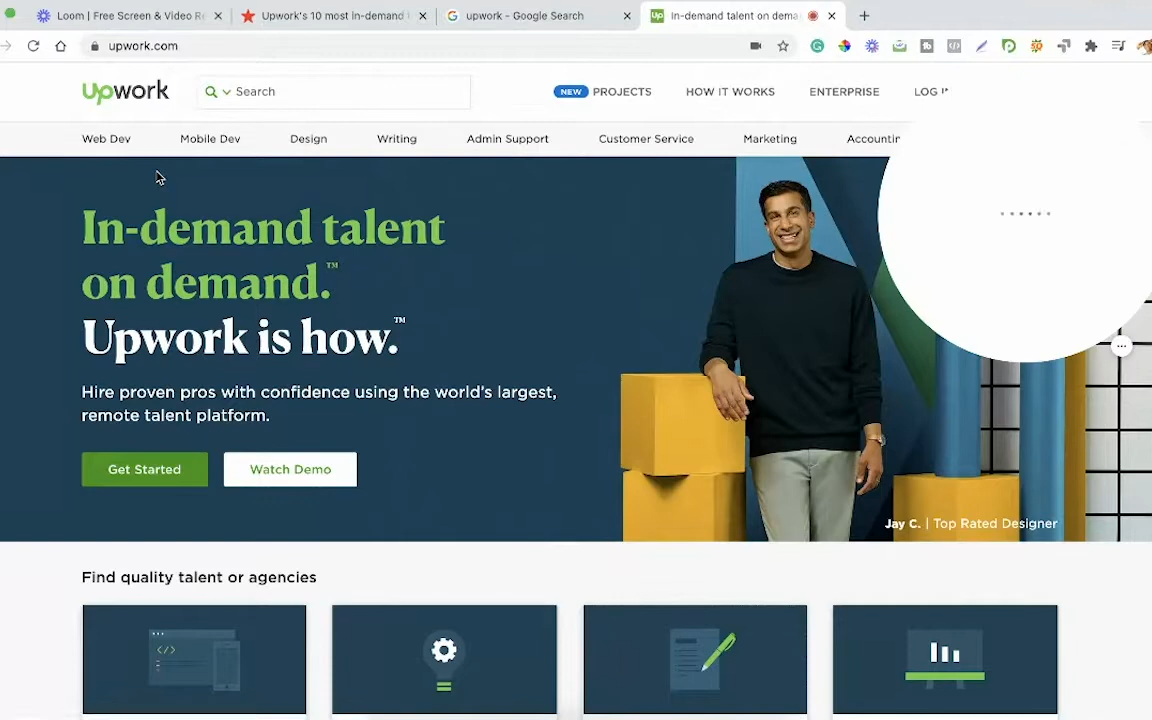 Loom | Free Screen & Video Re
Upwork's 10 most in-demand
upwork - Google Search
In-demand talent on dema
upwork.com
upwork
Search
NEW PROJECTS
HOW IT WORKS
ENTERPRISE
LOG
Web Dev
Mobile Dev
Design
Writing
Admin Support
Customer Service
Marketing
Accountin
In-demand talent
on demand.™
Upwork is how.™
Hire proven pros with confidence using the world's largest,
remote talent platform.
Get Started
Watch Demo
Jay C. | Top Rated Designer
Find quality talent or agencies